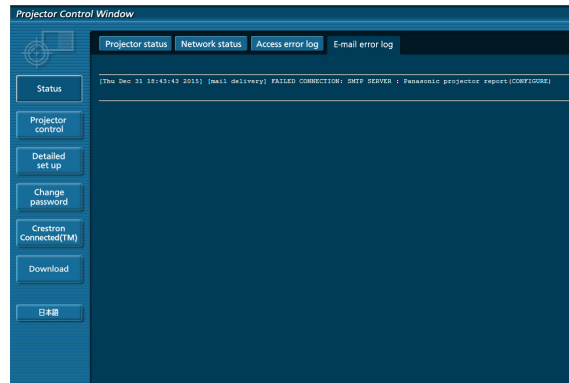 Projector Control Window
Projector status Network status Access error log E-mail error log
[Thu Dec 31 18:43:43 2015] [mail delivery] FAILED CONNECTION: SMTP SERVER : Panasonic projector report(CONFIGURE)
Status
Projector
control
Detailed
set up
Change
password
Crestron
Connected(TM)
Download
日本語